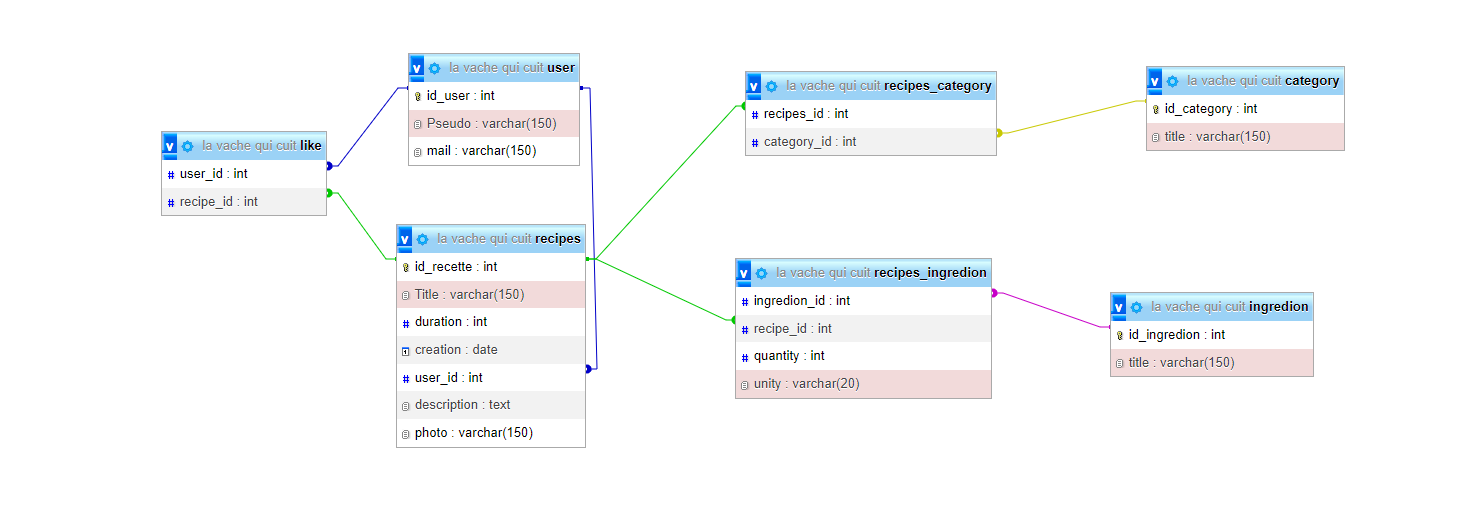 la vache qui cuit like
user_id : int
recipe_id : int
la vache qui cuit user
id_user : int
Pseudo : varchar(150)
mail : varchar(150)
la vache qui cuit recipes
id_recette : int
Title : varchar(150)
duration : int
creation : date
user_id : int
description : text
photo : varchar(150)
la vache qui cuit recipes_category
recipes_id : int
category_id : int
la vache qui cuit recipes_ingredion
ingredion_id : int
recipe_id : int
quantity : int
unity : varchar(20)
la vache qui cuit category
id_category : int
title : varchar(150)
la vache qui cuit ingredion
id_ingredion : int
title : varchar(150)